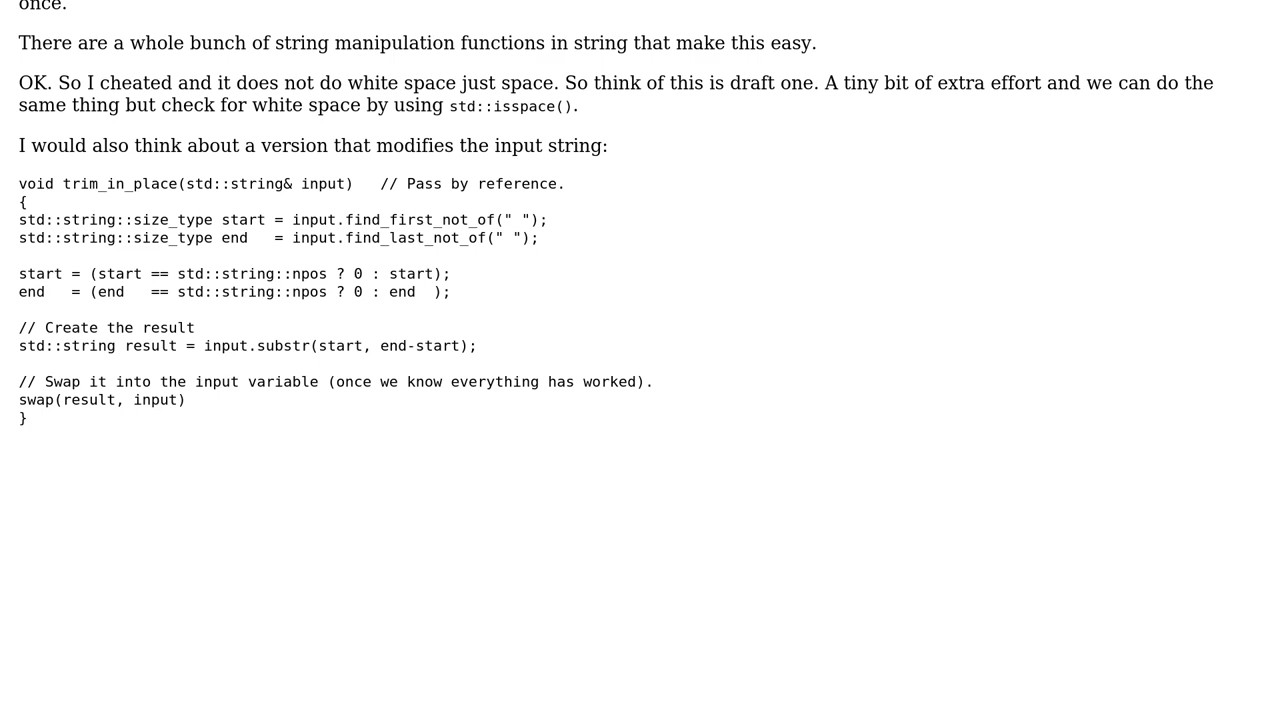 once.
There are a whole bunch of string manipulation functions in string that make this easy.
OK. So I cheated and it does not do white space just space. So think of this is draft one. A tiny bit of extra effort and we can do the
same thing but check for white space by using std::isspace().
I would also think about a version that modifies the input string:
void trim_in_place(std::string& input)   // Pass by reference.
{
std::string::size_type start = input.find_first_not_of(" ");
std::string::size_type end   = input.find_last_not_of(" ");
start = (start == std::string::npos ? 0 : start);
end   = (end   == std::string::npos ? 0 : end  );
// Create the result
std::string result = input.substr(start, end-start);
// Swap it into the input variable (once we know everything has worked).
swap(result, input)
}